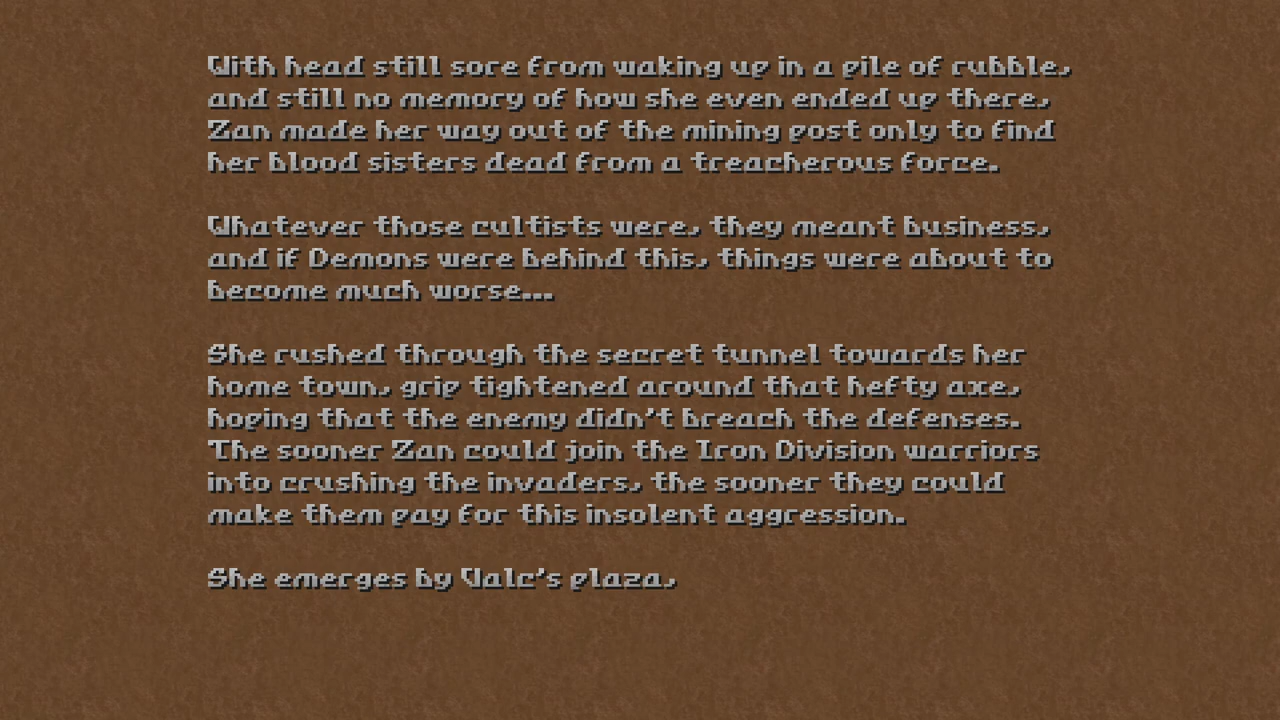 With head still sore from waking up in a pile of rubble,
and still no memory of how she even ended up there,
Zan made her way out of the mining post only to find
her blood sisters dead from a treacherous force.
Whatever those cultists were, they meant business,
and if Demons were behind this, things were about to
become much worse...
She rushed through the secret tunnel towards her
home town, grip tightened around that hefty axe,
hoping that the enemy didn't breach the defenses.
The sooner Zan could join the Iron Division warriors
into crushing the invaders, the sooner they could
make them pay for this insolent aggression.
She emerges by Valc's plaza,